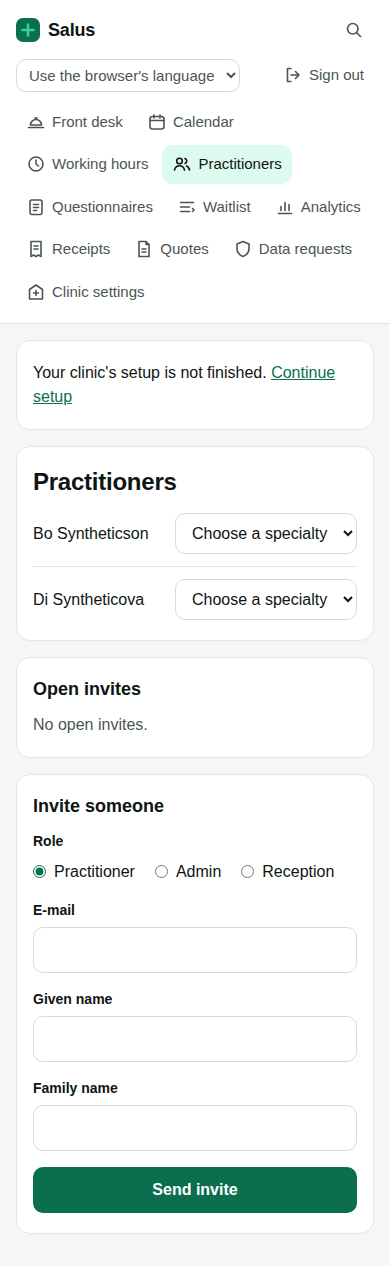 Salus
Use the browser's language
Sign out
Front desk
Calendar
Working hours
Practitioners
Questionnaires
Waitlist
Analytics
Receipts
Quotes
Data requests
Clinic settings
Your clinic's setup is not finished. Continue
setup
Practitioners
Bo Syntheticson
Choose a specialty
Di Syntheticova
Choose a specialty
Open invites
No open invites.
Invite someone
Role
Practitioner
Admin
Reception
E-mail
Given name
Family name
Send invite